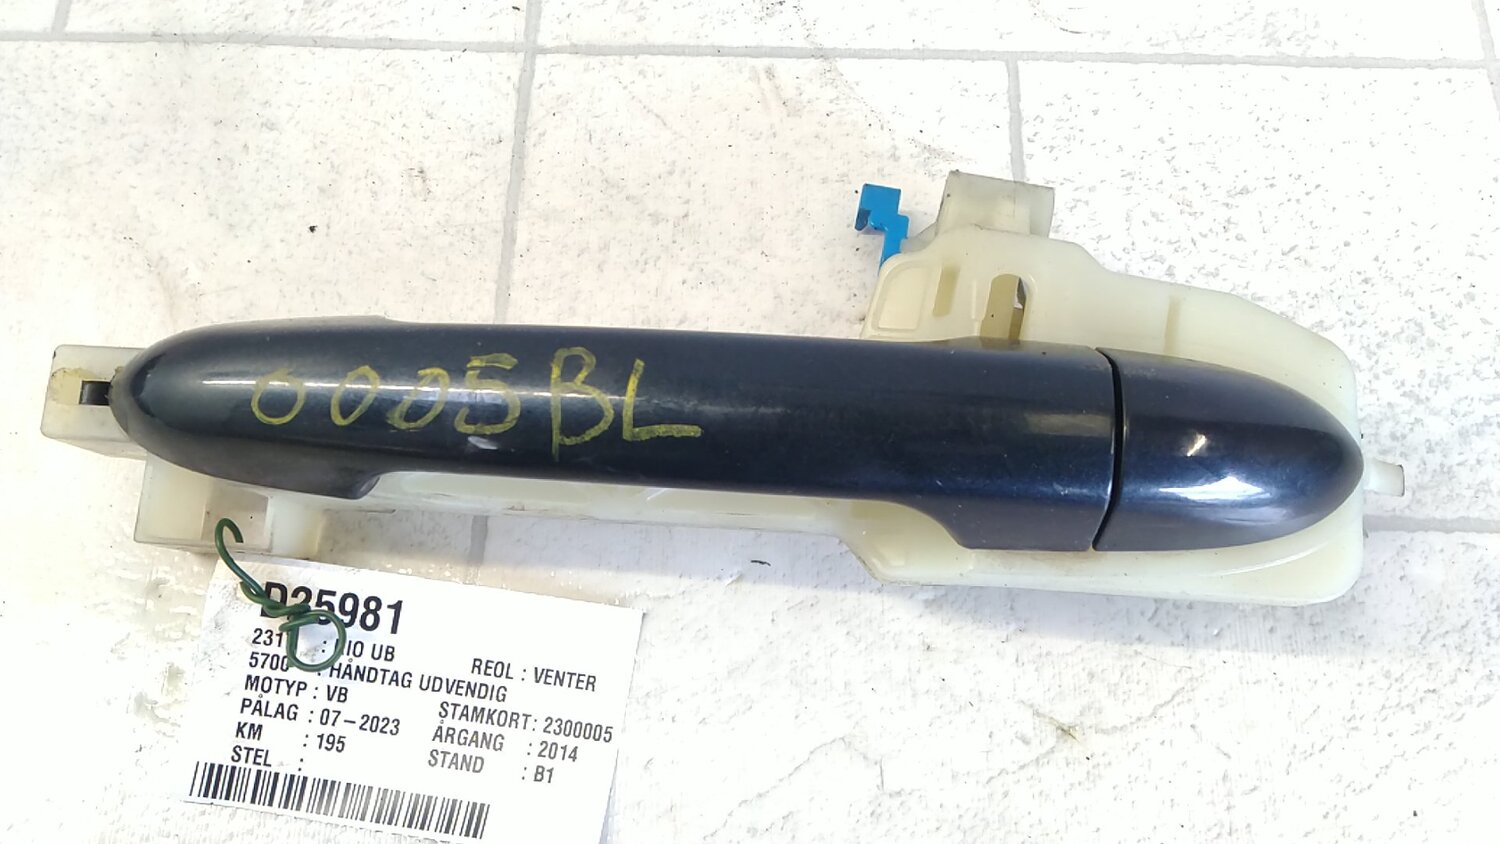 0005BL
D25981
231 : IO UB
REOL : VENTER
5700 : HÅNDTAG UDVENDIG
MOTYP : VB
STAMKORT : 2300005
PÅLAG : 07-2023
ÅRGANG : 2014
KM : 195
STAND : B1
STEL :